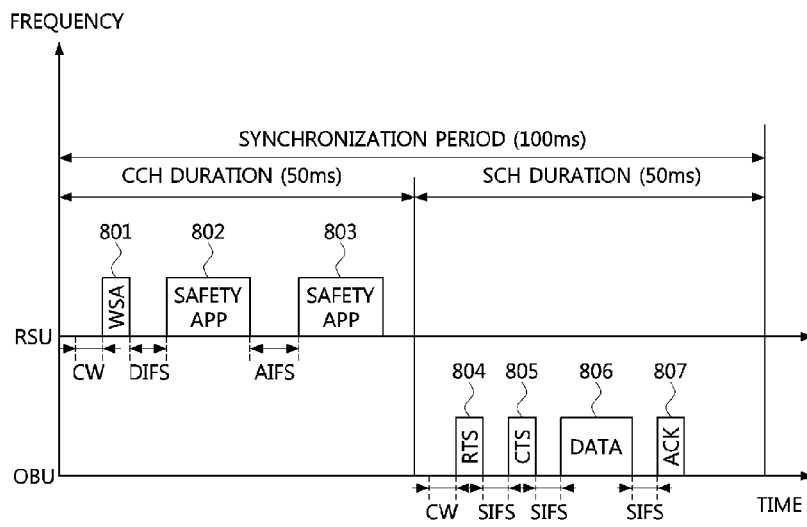 FREQUENCY
SYNCHRONIZATION PERIOD (100ms)
CCH DURATION (50ms)
SCH DURATION (50ms)
801
802
803
WSA
SAFETY
APP
SAFETY
APP
RSU
CW
DIFS
AIFS
804
805
806
807
RTS
CTS
DATA
ACK
OBU
CW
SIFS
SIFS
SIFS
TIME